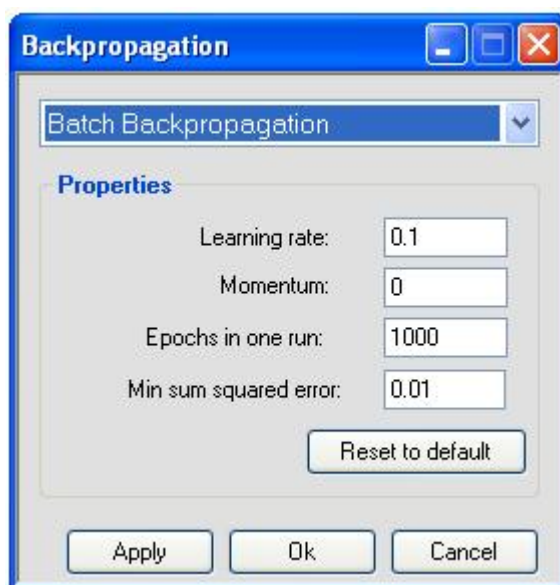 Backpropagation
Batch Backpropagation
Properties
Learning rate: 0.1
Momentum: 0
Epochs in one run: 1000
Min sum squared error: 0.01
Reset to default
Apply Ok Cancel